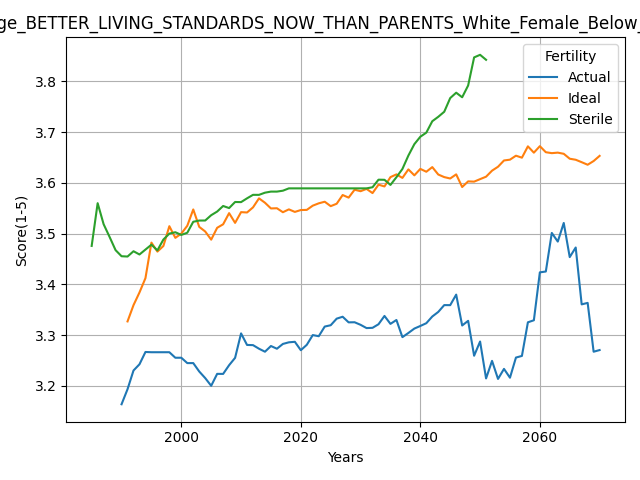 ge_BETTER_LIVING_STANDARDS_NOW_THAN_PARENTS_White_Female_Below_
Fertility
Actual
Ideal
Sterile
Score(1-5)
3.8
3.7
3.6
3.5
3.4
3.3
3.2
2000
2020
2040
2060
Years